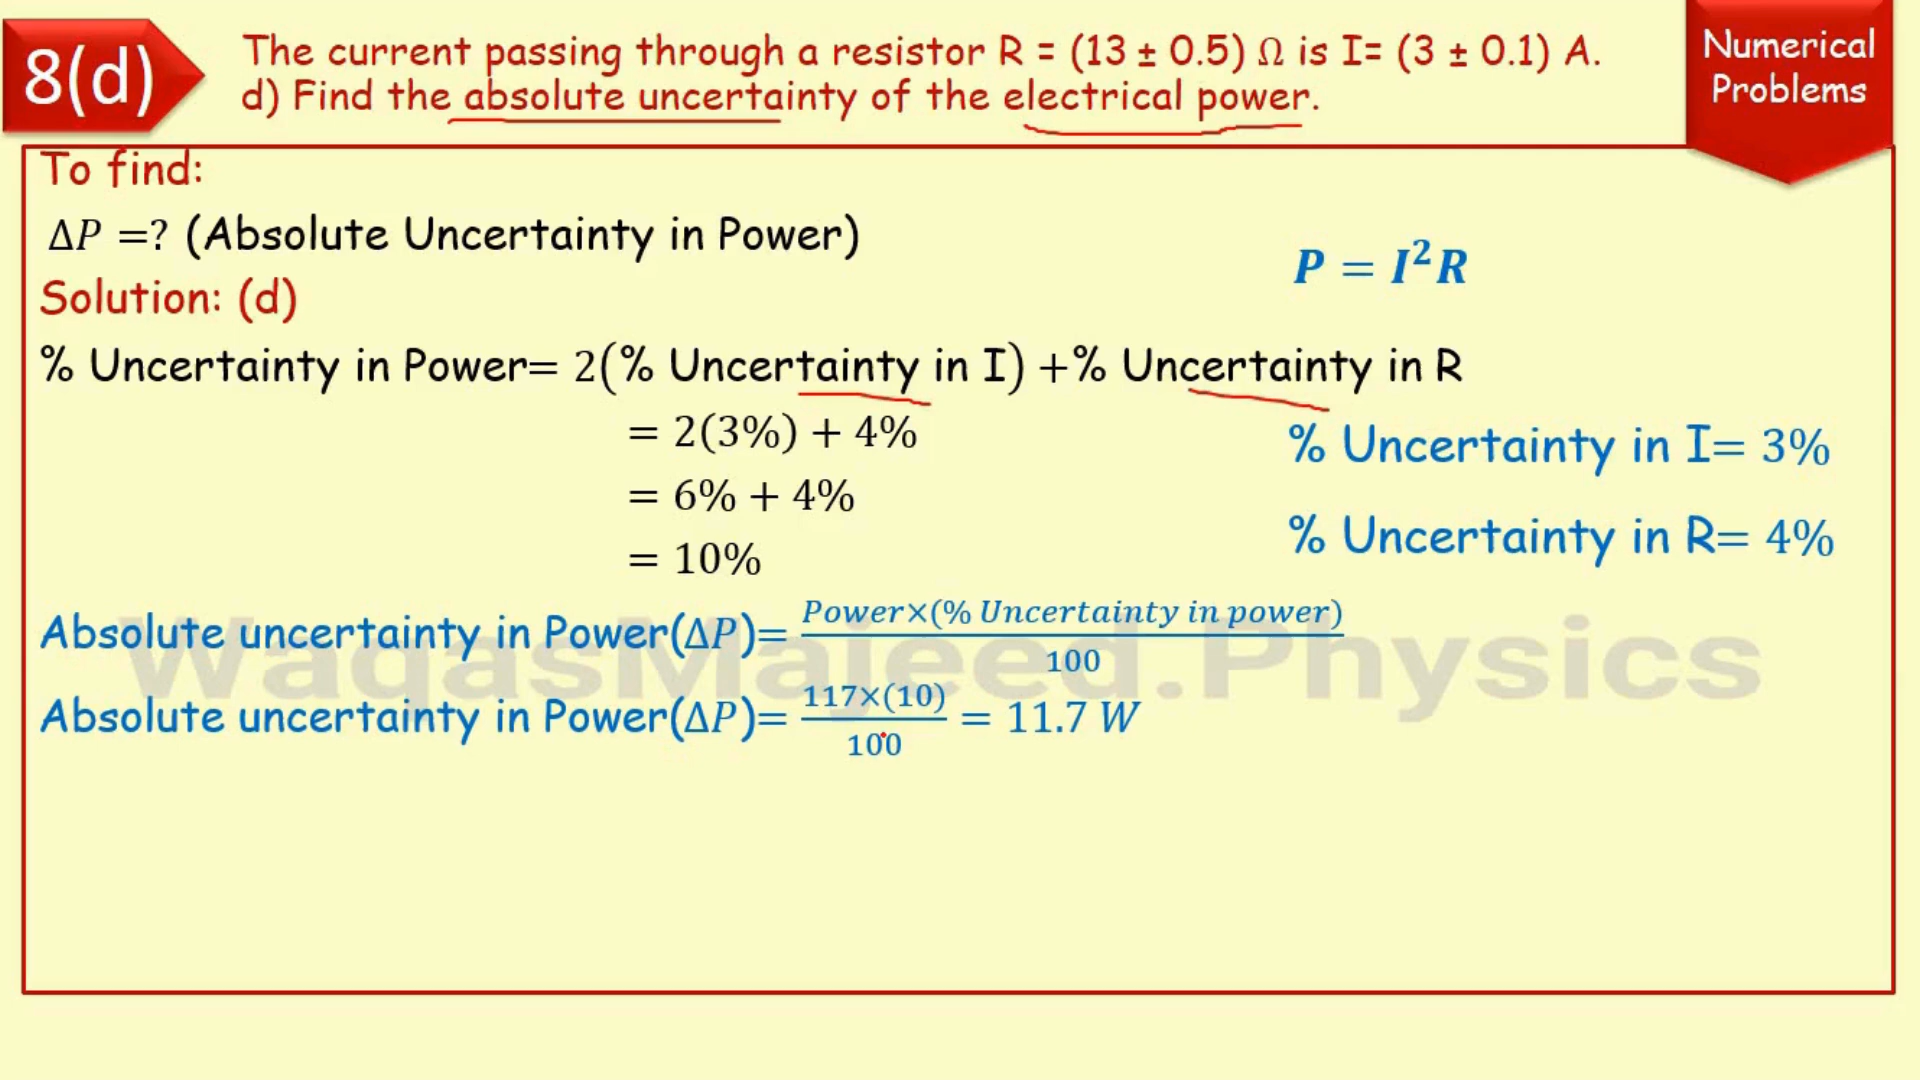 8(d)
The current passing through a resistor R = (13 ± 0.5) Ω is I= (3 ± 0.1) A.
d) Find the absolute uncertainty of the electrical power.
Numerical
Problems
To find:
ΔP =? (Absolute Uncertainty in Power)
P = I²R
Solution: (d)
% Uncertainty in Power= 2(% Uncertainty in I) +% Uncertainty in R
= 2(3%) + 4%
% Uncertainty in I= 3%
= 6% + 4%
% Uncertainty in R= 4%
= 10%
Absolute uncertainty in Power(ΔP)= Power×(% Uncertainty in power) / 100
Absolute uncertainty in Power(ΔP)= 117×(10) / 100 = 11.7 W
WaqasMajeed.Physics